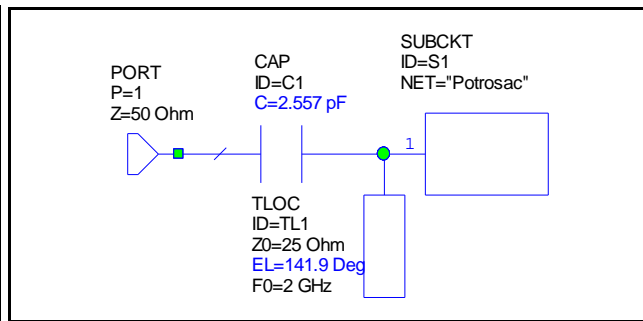 PORT
P=1
Z=50 Ohm
CAP
ID=C1
C=2.557 pF
SUBCKT
ID=S1
NET="Potrosac"
1
TLOC
ID=TL1
Z0=25 Ohm
EL=141.9 Deg
F0=2 GHz